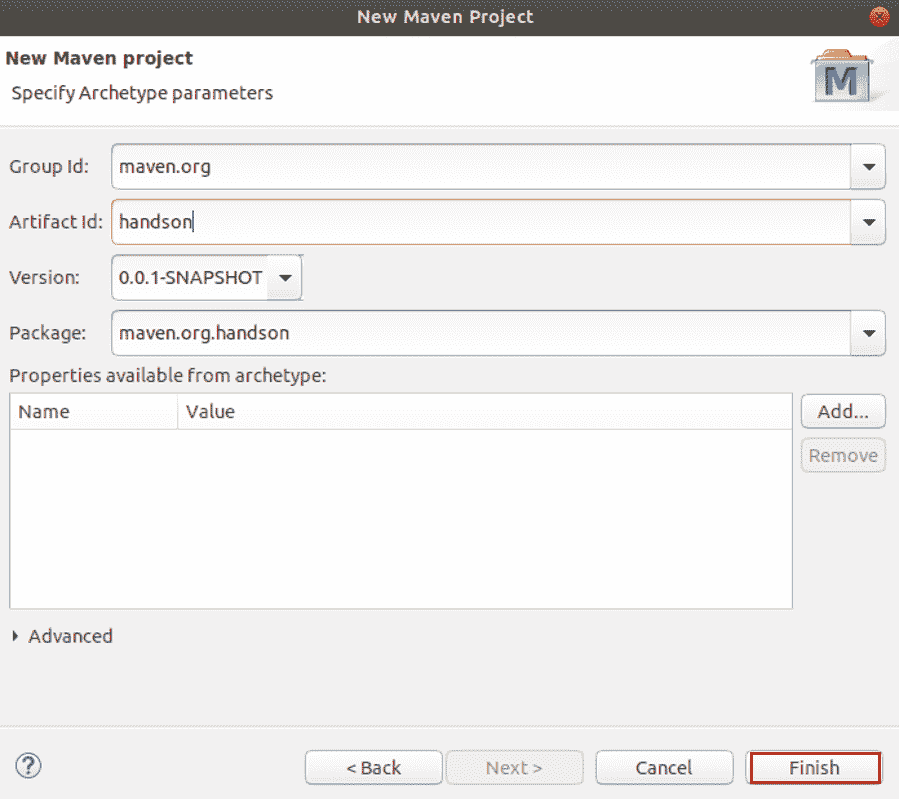 New Maven Project
New Maven project
Specify Archetype parameters
M
Group Id: maven.org
Artifact Id: handson
Version: 0.0.1-SNAPSHOT
Package: maven.org.handson
Properties available from archetype:
Name Value Add...
Remove
Advanced
? < Back Next > Cancel Finish